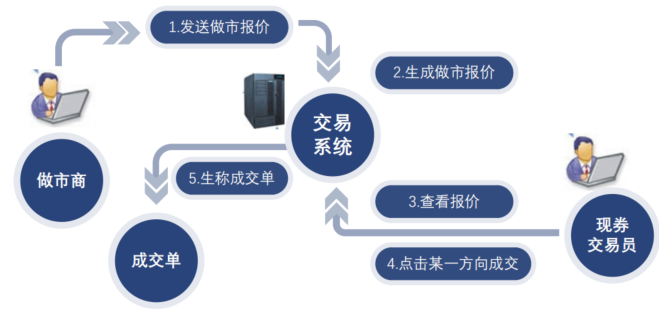 1.发送做市报价
2.生成做市报价
交易
系统
做市商
5.生称成交单
3.查看报价
现券
交易员
成交单
4.点击某一方向成交